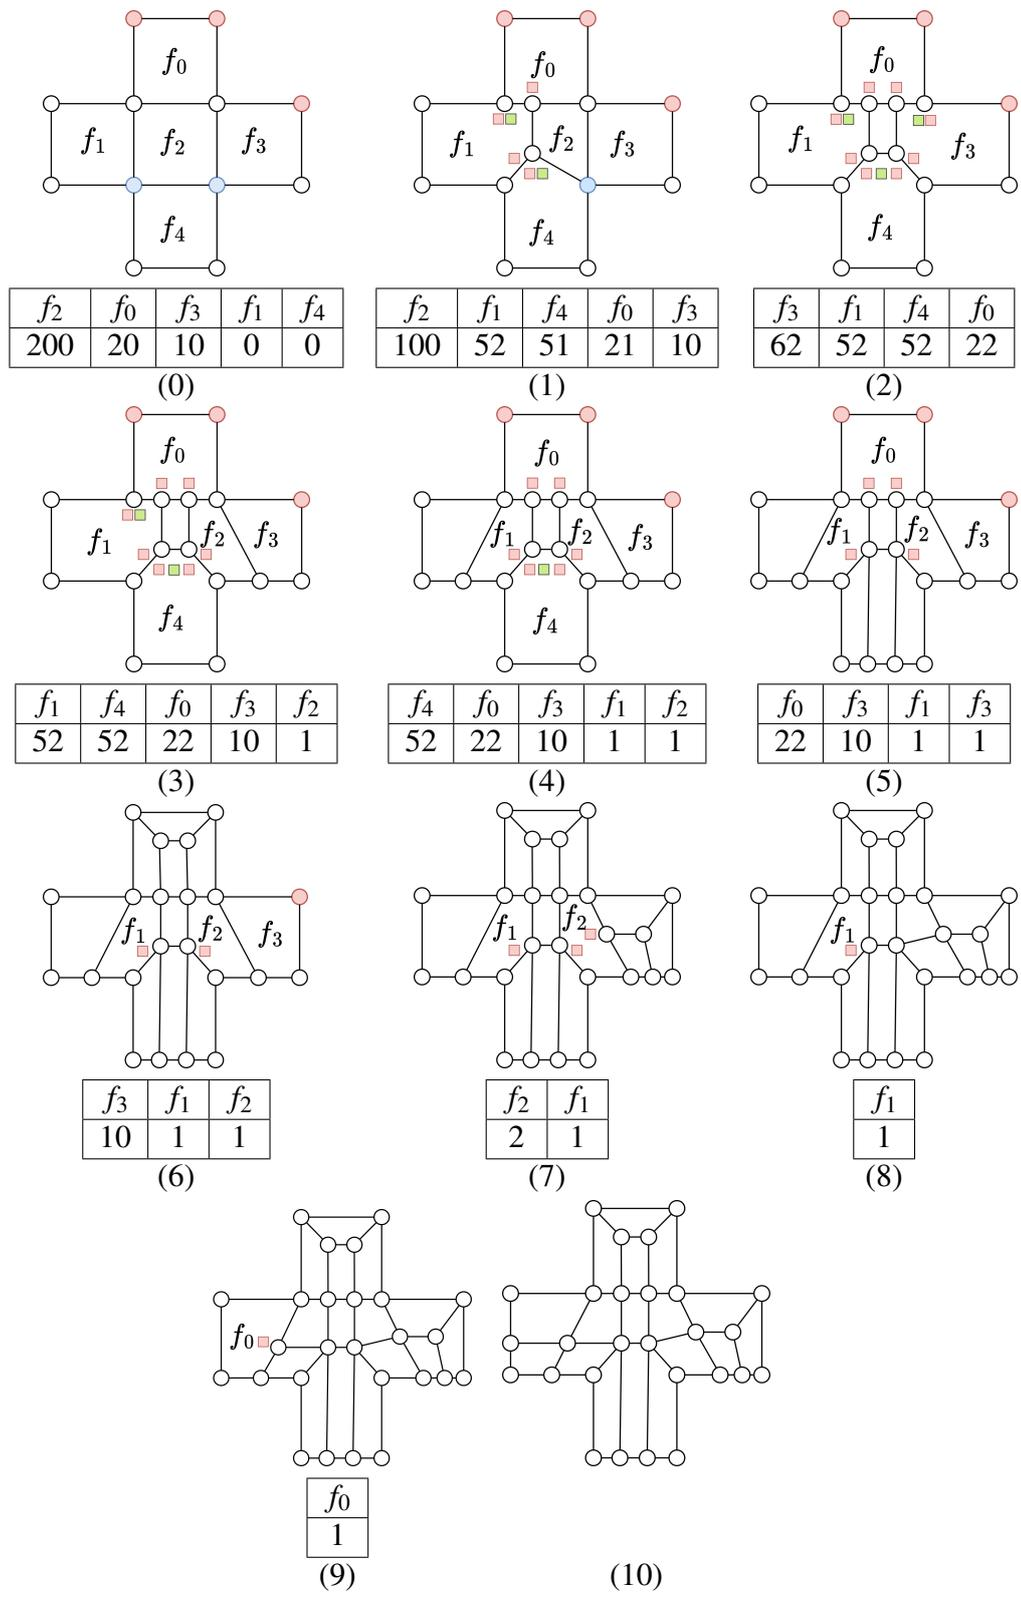 f0
f1 f2 f3
f4
f2 f0 f3 f1 f4
200 20 10 0 0
(0)
f0
f1 f2 f3
f4
f2 f1 f4 f0 f3
100 52 51 21 10
(1)
f0
f1 f3
f4
f3 f1 f4 f0
62 52 52 22
(2)
f0
f1 f2 f3
f4
f1 f4 f0 f3 f2
52 52 22 10 1
(3)
f0
f1 f2 f3
f4
f4 f0 f3 f1 f2
52 22 10 1 1
(4)
f0
f1 f2 f3
f0 f3 f1 f3
22 10 1 1
(5)
f1 f2 f3
f3 f1 f2
10 1 1
(6)
f1 f2
f2 f1
2 1
(7)
f1
f1
1
(8)
f0
f0
1
(9)
(10)